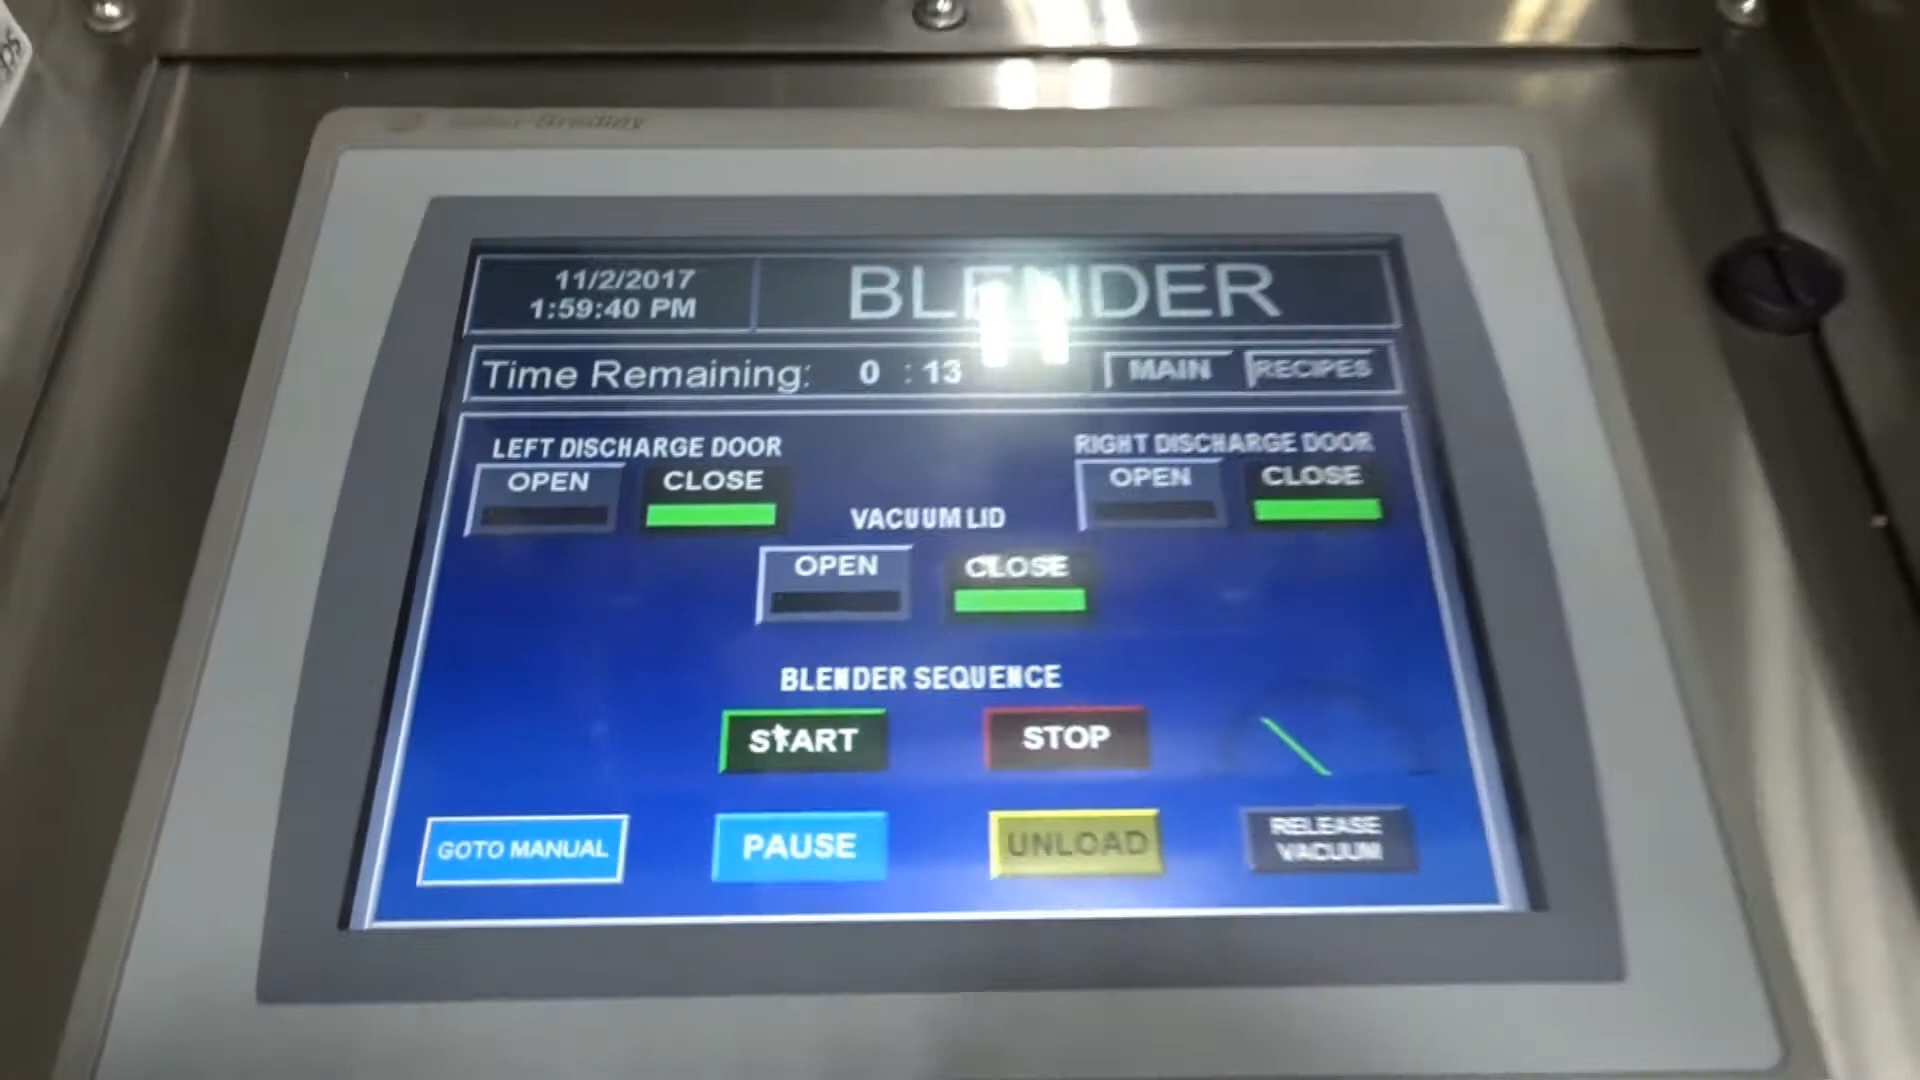 Bradley
11/2/2017
1:59:40 PM
BLENDER
Time Remaining: 0 : 13
MAIN
RECIPES
LEFT DISCHARGE DOOR
OPEN
CLOSE
RIGHT DISCHARGE DOOR
OPEN
CLOSE
VACUUM LID
OPEN
CLOSE
BLENDER SEQUENCE
START
STOP
GOTO MANUAL
PAUSE
UNLOAD
RELEASE
VACUUM